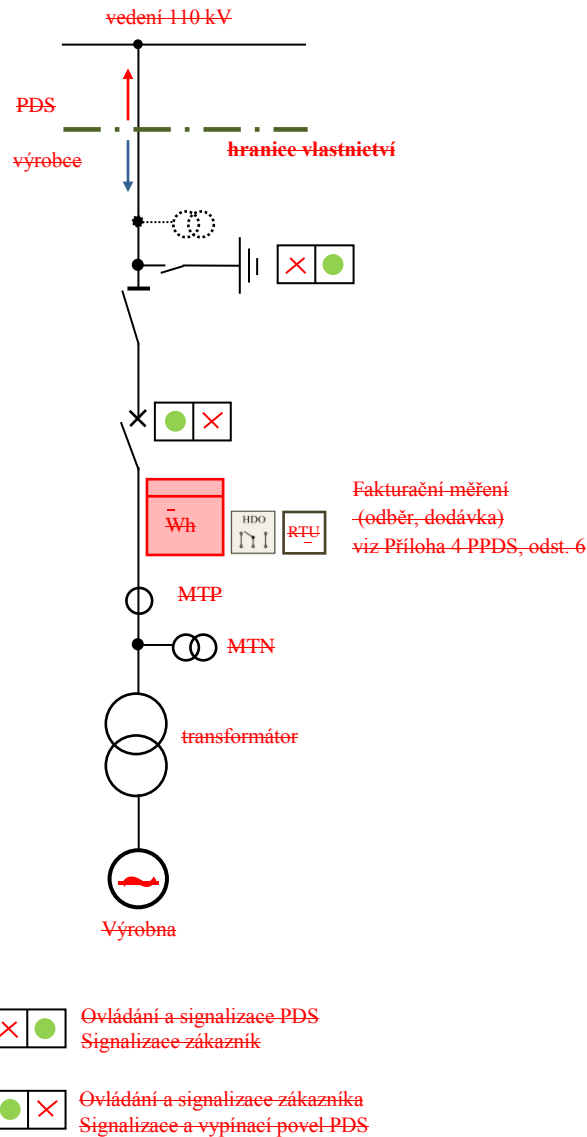 vedení 110 kV
PDS
výrobce
hranice vlastnictví
Wh
HDO
RTU
Fakturační měření
(odběr, dodávka)
viz Příloha 4 PPDS, odst. 6
MTP
MTN
transformátor
Výrobna
Ovládání a signalizace PDS
Signalizace zákazník
Ovládání a signalizace zákazníka
Signalizace a vypínací povel PDS